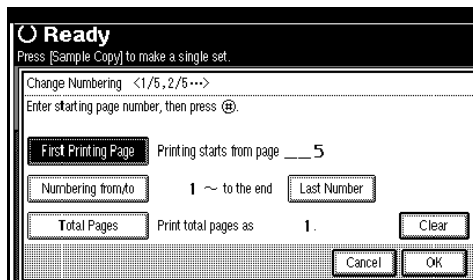 Ready
Press [Sample Copy] to make a single set.
Change Numbering <1/5,2/5···>
Enter starting page number, then press ⊕.
First Printing Page Printing starts from page __5
Numbering from/to 1 ~ to the end Last Number
Total Pages Print total pages as 1. Clear
Cancel OK